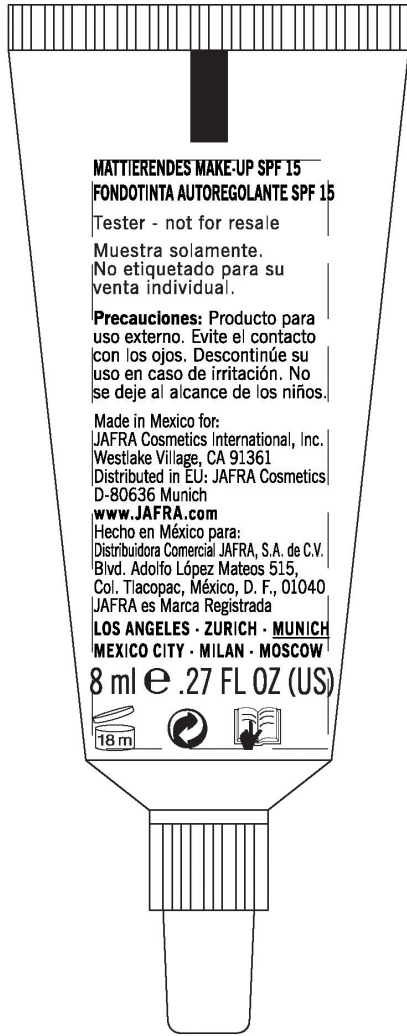 MATTIERENDES MAKE-UP SPF 15
FONDOTINTA AUTOREGOLANTE SPF 15
Tester - not for resale
Muestra solamente.
No etiquetado para su
venta individual.
Precauciones: Producto para
uso externo. Evite el contacto
con los ojos. Descontinúe su
uso en caso de irritación. No
se deje al alcance de los niños.
Made in Mexico for:
JAFRA Cosmetics International, Inc.
Westlake Village, CA 91361
Distributed in EU: JAFRA Cosmetics
D-80636 Munich
www.JAFRA.com
Hecho en México para:
Distribuidora Comercial JAFRA, S.A. de C.V.
Blvd. Adolfo López Mateos 515,
Col. Tlacopac, México, D. F., 01040
JAFRA es Marca Registrada
LOS ANGELES · ZURICH · MUNICH
MEXICO CITY · MILAN · MOSCOW
8 ml ℮ .27 FL OZ (US)
18 m